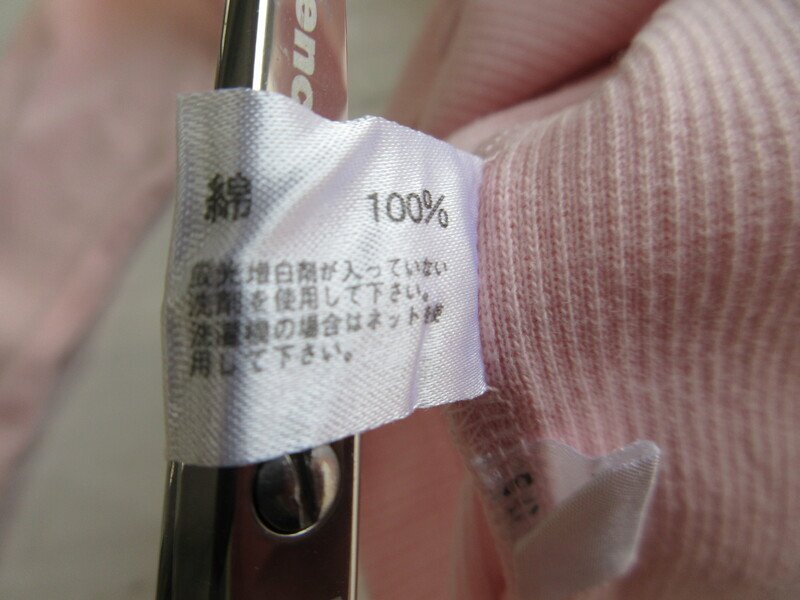 enc
綿 100%
蛍光増白剤が入っていない
洗剤を使用して下さい。
洗濯機の場合はネット使
用して下さい。